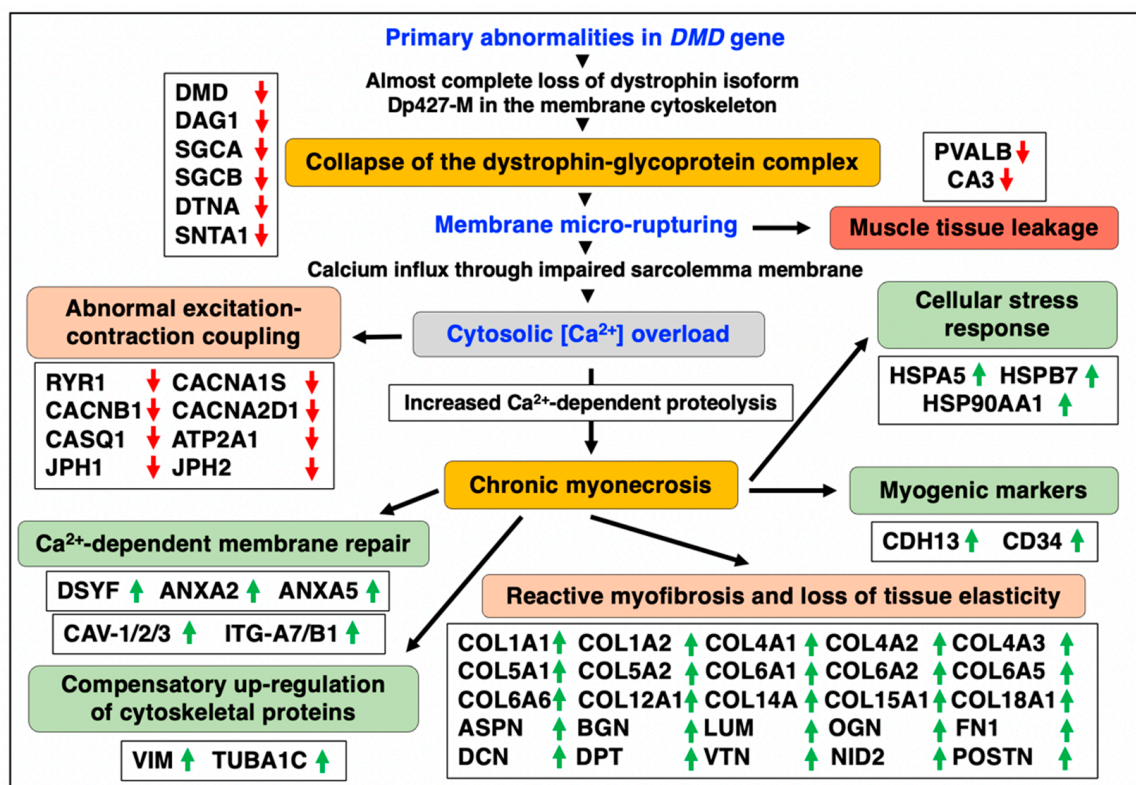 Primary abnormalities in DMD gene
Almost complete loss of dystrophin isoform
Dp427-M in the membrane cytoskeleton
DMD
DAG1
SGCA
SGCB
DTNA
SNTA1
Collapse of the dystrophin-glycoprotein complex
PVALB
CA3
Membrane micro-rupturing
Muscle tissue leakage
Calcium influx through impaired sarcolemma membrane
Abnormal excitation-
contraction coupling
Cytosolic [Ca²⁺] overload
Cellular stress
response
RYR1 CACNA1S
CACNB1 CACNA2D1
CASQ1 ATP2A1
JPH1 JPH2
Increased Ca²⁺-dependent proteolysis
HSPA5 HSPB7
HSP90AA1
Chronic myonecrosis
Myogenic markers
CDH13 CD34
Ca²⁺-dependent membrane repair
DSYF ANXA2 ANXA5
CAV-1/2/3 ITG-A7/B1
Reactive myofibrosis and loss of tissue elasticity
COL1A1 COL1A2 COL4A1 COL4A2 COL4A3
COL5A1 COL5A2 COL6A1 COL6A2 COL6A5
COL6A6 COL12A1 COL14A COL15A1 COL18A1
ASPN BGN LUM OGN FN1
DCN DPT VTN NID2 POSTN
Compensatory up-regulation
of cytoskeletal proteins
VIM TUBA1C